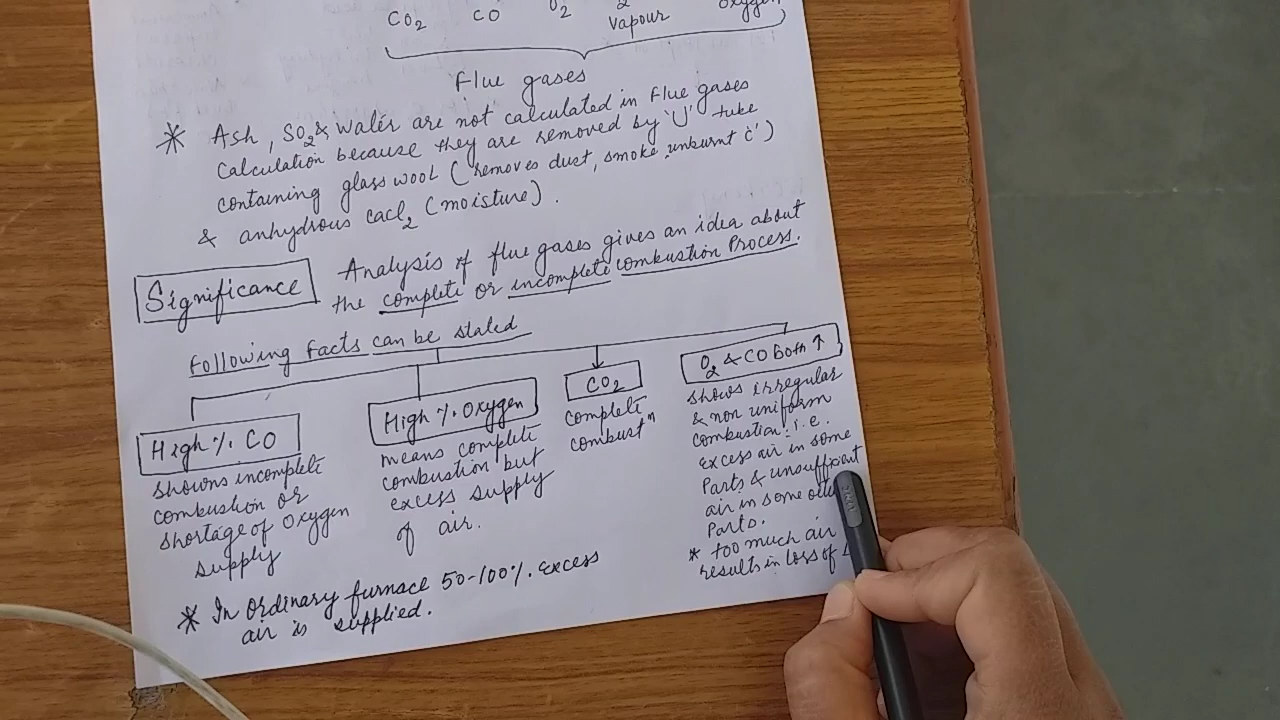 CO2 CO O2 2 Oxygen
Vapour
Flue gases
* Ash, SO2 & Water are not calculated in Flue gases
Calculation because they are removed by 'U' tube
containing glass wool (removes dust, smoke, unburnt 'c')
& anhydrous CaCl2 (moisture).
Significance
Analysis of flue gases gives an idea about
the complete or incomplete combustion Process.
Following Facts can be stated
High % CO
showns incomplete
combustion or
shortage of Oxygen
supply
High % Oxygen
means complete
combustion but
excess supply
of air.
CO2
complete
combustn
O2 & CO both ↑
shows irregular
& non uniform
combustion i.e.
excess air in some
Parts & unsufficient
air in some
Parts.
* too much air
results in loss of
* In Ordinary furnace 50-100% excess
air is supplied.